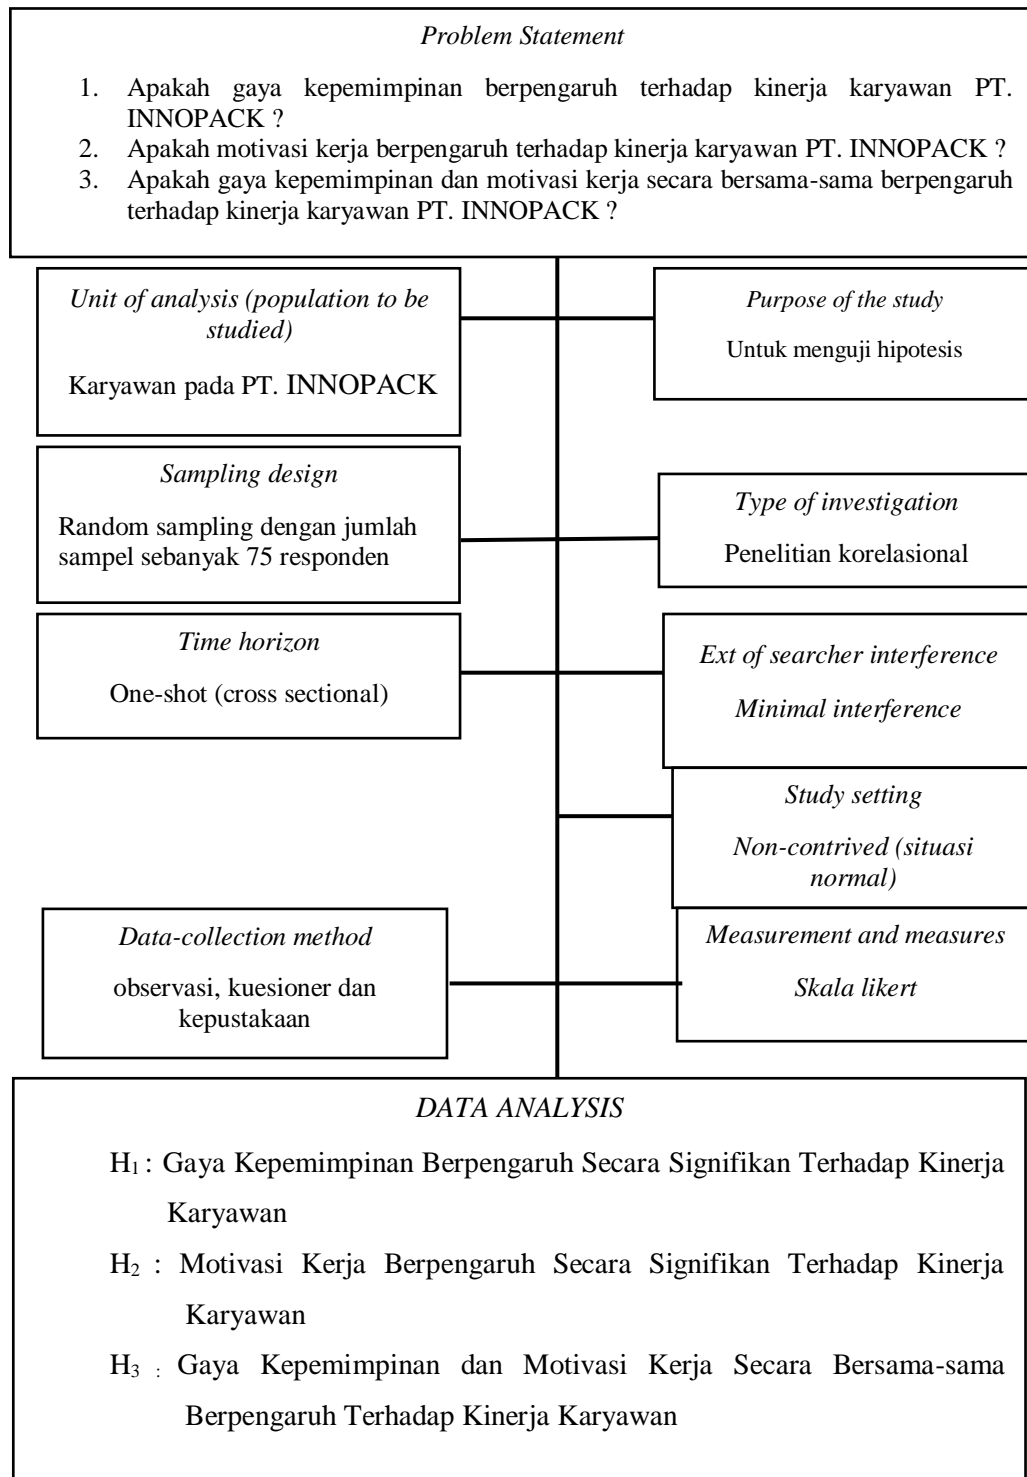 Problem Statement
1. Apakah gaya kepemimpinan berpengaruh terhadap kinerja karyawan PT.
INNOPACK ?
2. Apakah motivasi kerja berpengaruh terhadap kinerja karyawan PT. INNOPACK ?
3. Apakah gaya kepemimpinan dan motivasi kerja secara bersama-sama berpengaruh
terhadap kinerja karyawan PT. INNOPACK ?
Unit of analysis (population to be
studied)
Karyawan pada PT. INNOPACK
Purpose of the study
Untuk menguji hipotesis
Sampling design
Random sampling dengan jumlah
sampel sebanyak 75 responden
Type of investigation
Penelitian korelasional
Time horizon
One-shot (cross sectional)
Ext of searcher interference
Minimal interference
Study setting
Non-contrived (situasi
normal)
Data-collection method
observasi, kuesioner dan
kepustakaan
Measurement and measures
Skala likert
DATA ANALYSIS
H₁ : Gaya Kepemimpinan Berpengaruh Secara Signifikan Terhadap Kinerja
Karyawan
H₂ : Motivasi Kerja Berpengaruh Secara Signifikan Terhadap Kinerja
Karyawan
H₃ : Gaya Kepemimpinan dan Motivasi Kerja Secara Bersama-sama
Berpengaruh Terhadap Kinerja Karyawan